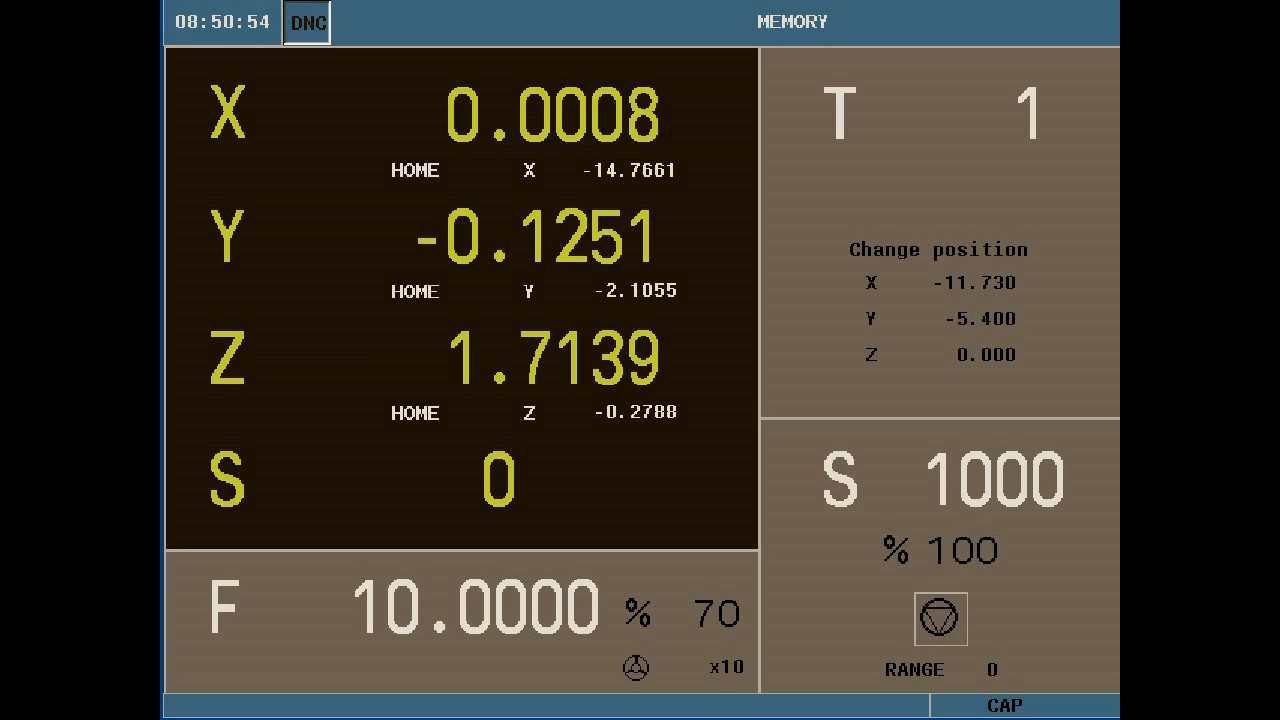 08:50:54 DNC MEMORY
X 0.0008
HOME X -14.7661
Y -0.1251
HOME Y -2.1055
Z 1.7139
HOME Z -0.2788
S 0
F 10.0000 % 70
x10
T 1
Change position
X -11.730
Y -5.400
Z 0.000
S 1000
% 100
RANGE 0
CAP